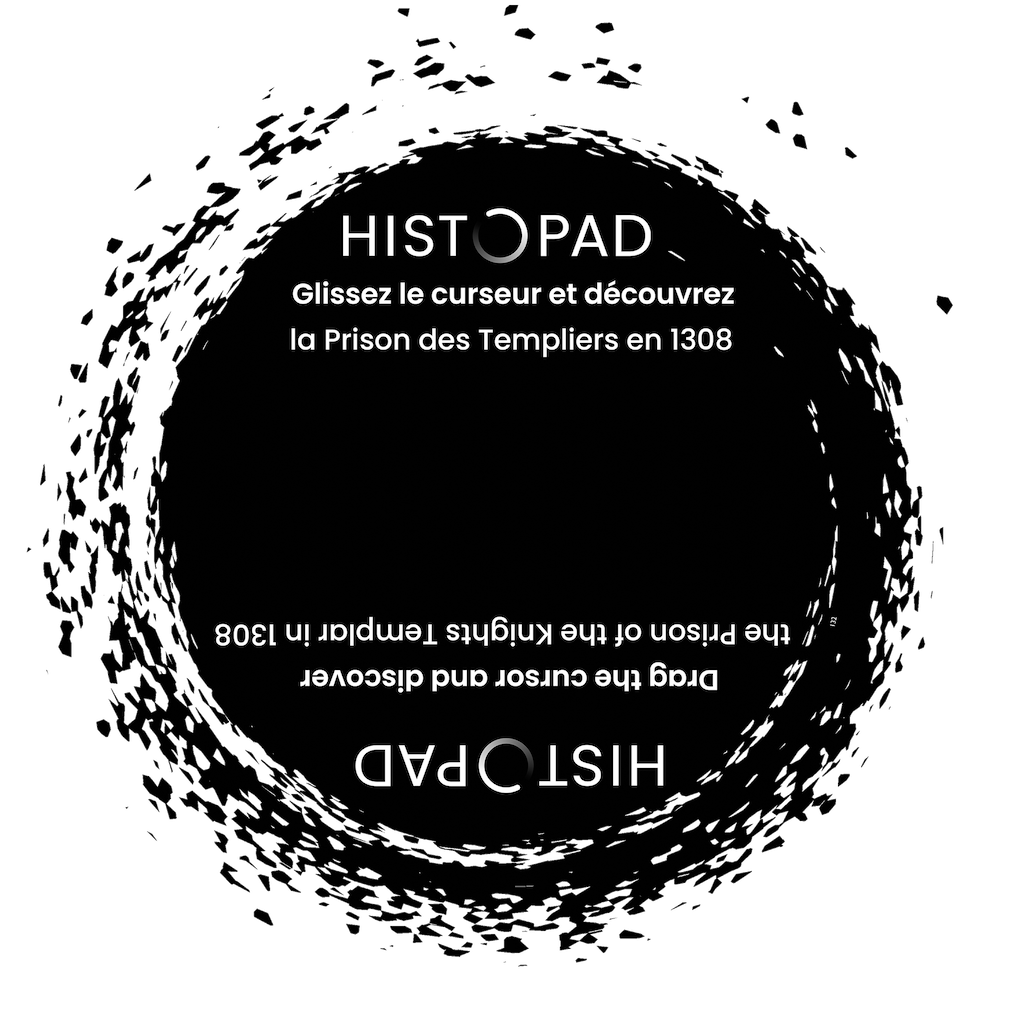 HISTOPAD
Glissez le curseur et découvrez
la Prison des Templiers en 1308
HISTOPAD
Drag the cursor and discover
the Prison of the Knights Templar in 1308
132